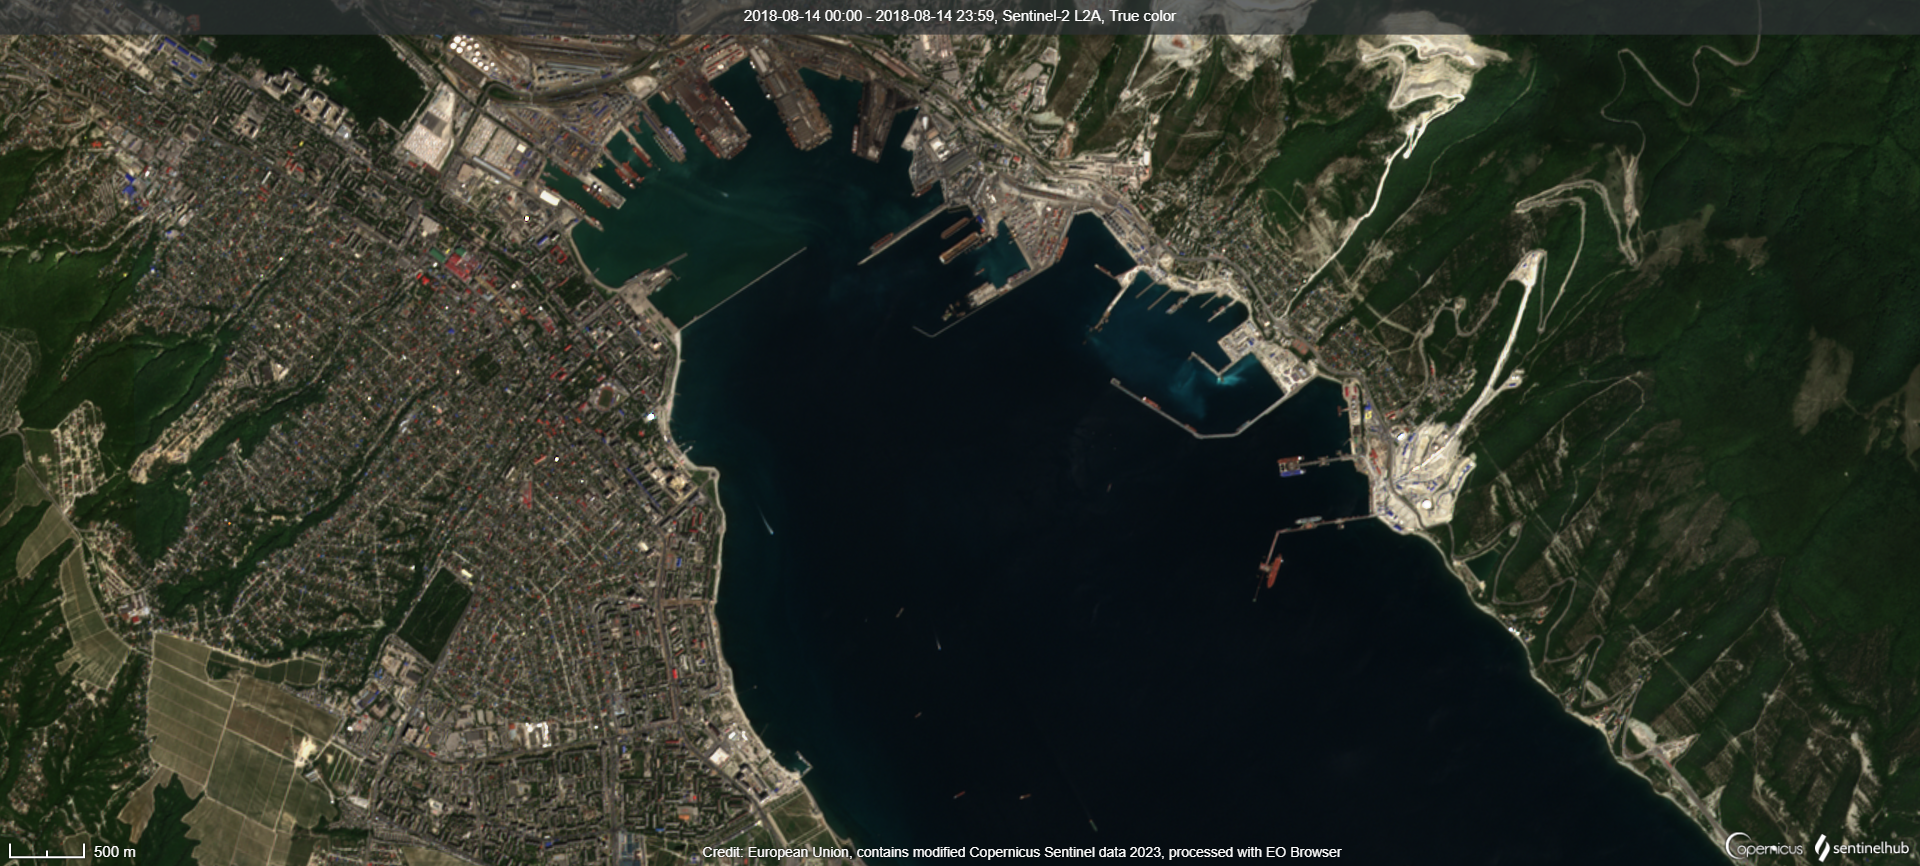 2018-08-14 00:00 - 2018-08-14 23:59, Sentinel-2 L2A, True color
500 m
Credit: European Union, contains modified Copernicus Sentinel data 2023, processed with EO Browser
opernicus
sentinelhub